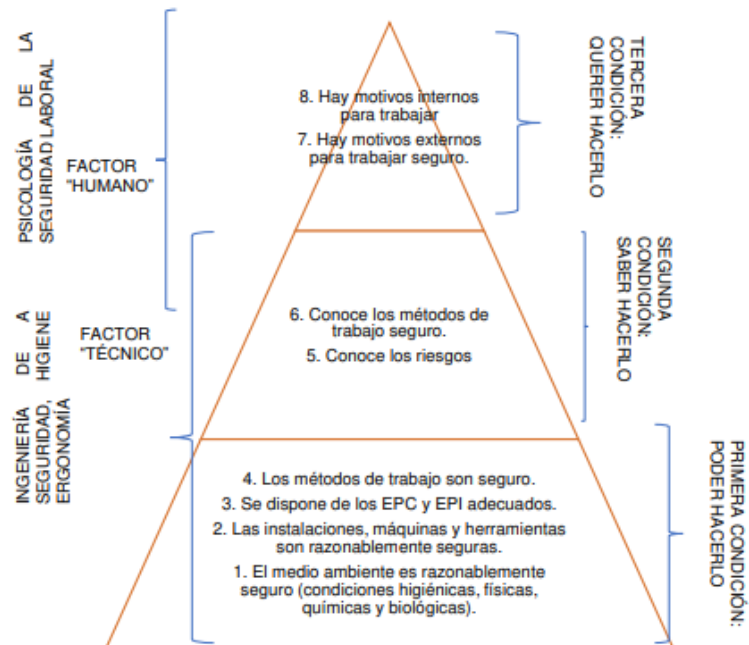 PSICOLOGÍA DE LA
SEGURIDAD LABORAL
FACTOR
"HUMANO"
8. Hay motivos internos
para trabajar
7. Hay motivos externos
para trabajar seguro.
TERCERA
CONDICIÓN:
QUERER HACERLO
INGENIERÍA DE A
SEGURIDAD, HIGIENE
ERGONOMÍA
FACTOR
"TÉCNICO"
6. Conoce los métodos de
trabajo seguro.
5. Conoce los riesgos
SEGUNDA
CONDICIÓN:
SABER HACERLO
4. Los métodos de trabajo son seguro.
3. Se dispone de los EPC y EPI adecuados.
2. Las instalaciones, máquinas y herramientas
son razonablemente seguras.
1. El medio ambiente es razonablemente
seguro (condiciones higiénicas, físicas,
químicas y biológicas).
PRIMERA CONDICIÓN:
PODER HACERLO